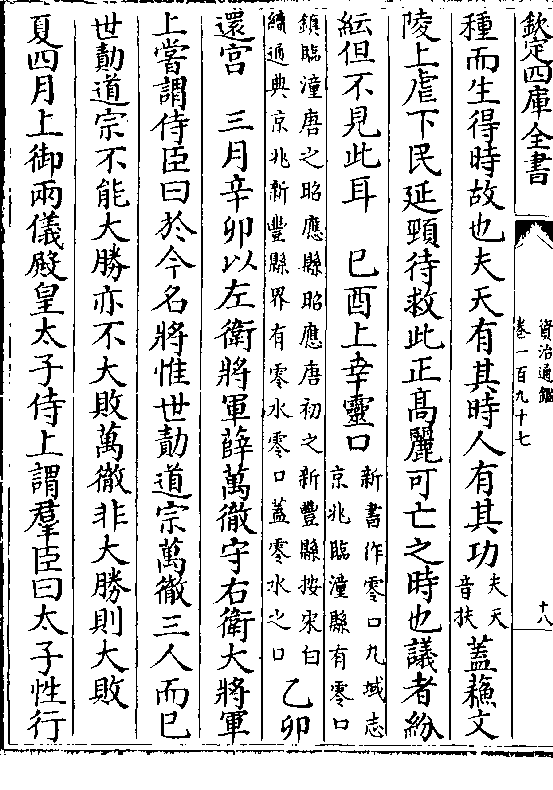 欽定四庫全書
資治通鑑
卷一百九十七
十八
種而生得時故也夫天有其時人有其功夫天
音扶蓋蘇文
陵上虐下民延頸待救此正髙麗可亡之時也議者紛
紜但不見此耳　已酉上幸靈口新書作零口九域志
京兆臨潼縣有零口
鎮臨潼唐之昭應縣昭應唐初之新豐縣按宋白
續通典京兆新豐縣界有零水零口蓋零水之口乙卯
還宫　三月辛卯以左衛將軍薛萬徹守右衛大將軍
上嘗謂侍臣曰於今名將惟世勣道宗萬徹三人而已
世勣道宗不能大勝亦不大敗萬徹非大勝則大敗
夏四月上御兩儀殿皇太子侍上謂羣臣曰太子性行